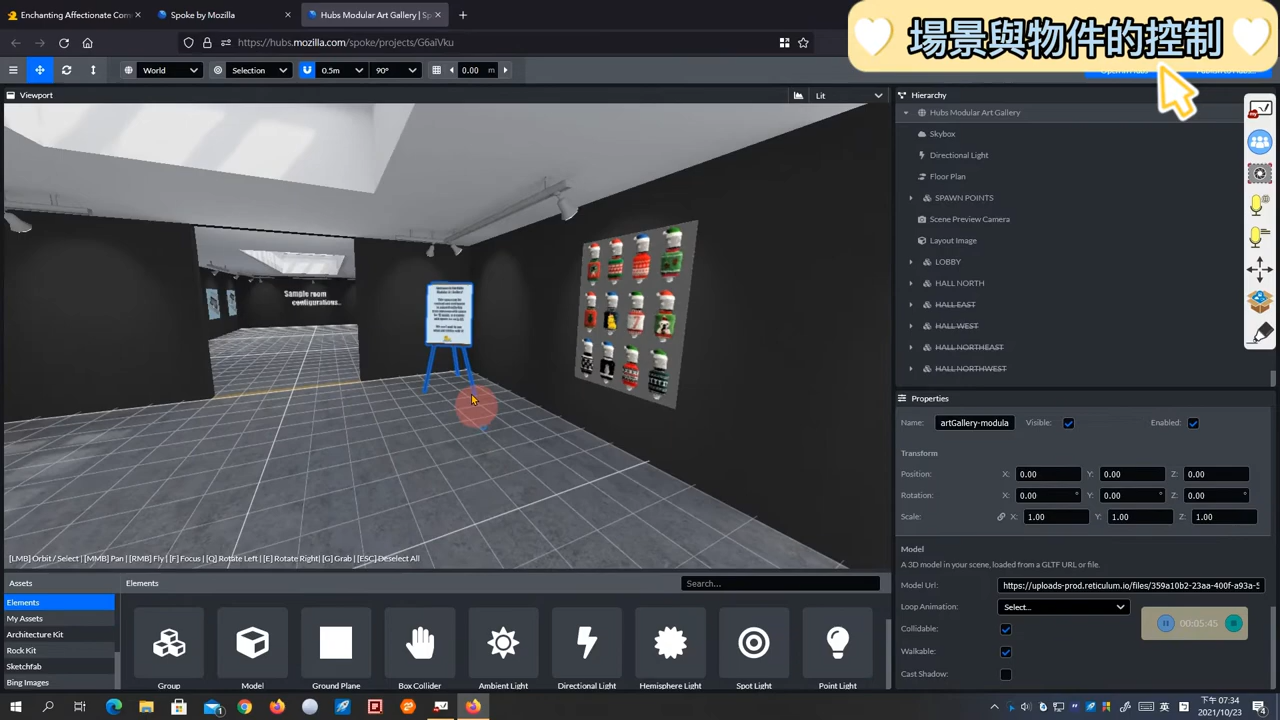 Enchanting Affordable Compute
Spoke by Mozilla
Hubs Modular Art Gallery | Sp
場景與物件的控制
https://hubs.mozilla.com/spoke/projects/G6aiVku
World
Selection
0.5m
90°
0.00 m
Viewport
Lit
Hierarchy
Hubs Modular Art Gallery
Skybox
Directional Light
Floor Plan
SPAWN POINTS
Scene Preview Camera
Layout Image
LOBBY
HALL NORTH
HALL EAST
HALL WEST
HALL NORTHEAST
HALL NORTHWEST
Sample room
configurations..
Properties
Name: artGallery-modula Visible: Enabled:
Transform
Position: X: 0.00 Y: 0.00 Z: 0.00
Rotation: X: 0.00 ° Y: 0.00 ° Z: 0.00 °
Scale: X: 1.00 Y: 1.00 Z: 1.00
Model
A 3D model in your scene, loaded from a GLTF URL or file.
Model Url: https://uploads-prod.reticulum.io/files/359a10b2-23aa-400f-a93a-5
Loop Animation: Select...
Collidable:
Walkable:
Cast Shadow:
00:05:45
[LMB] Orbit / Select | [MMB] Pan | [RMB] Fly | [F] Focus | [Q] Rotate Left | [E] Rotate Right| [G] Grab | [ESC] Deselect All
Assets
Elements
Search...
Elements
My Assets
Architecture Kit
Rock Kit
Sketchfab
Bing Images
Group
Model
Ground Plane
Box Collider
Ambient Light
Directional Light
Hemisphere Light
Spot Light
Point Light
英
下午 07:34
2021/10/23